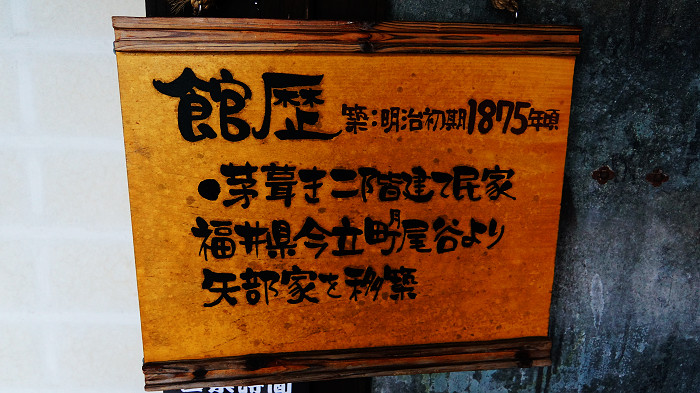 館歴 築:明治初期1875年頃
●茅葺き二階建て民家
福井県今立町月尾谷より
矢部家を移築